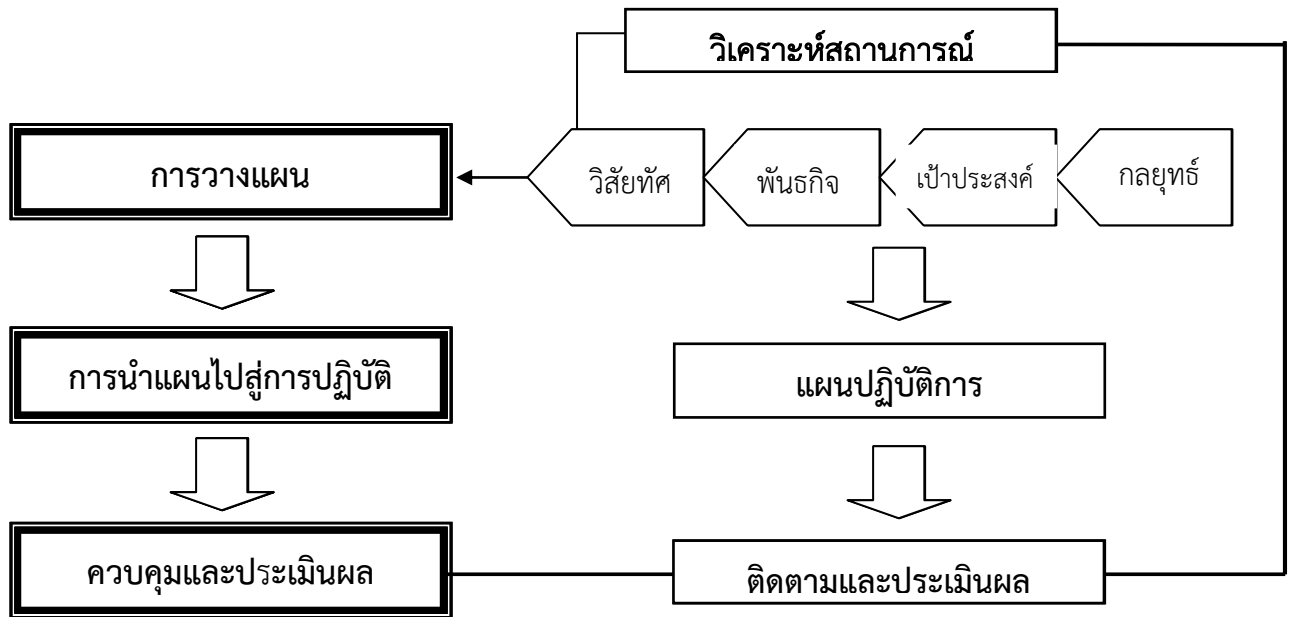 วิเคราะห์สถานการณ์
การวางแผน
วิสัยทัศ
พันธกิจ
เป้าประสงค์
กลยุทธ์
การนำแผนไปสู่การปฏิบัติ
แผนปฏิบัติการ
ควบคุมและประเมินผล
ติดตามและประเมินผล